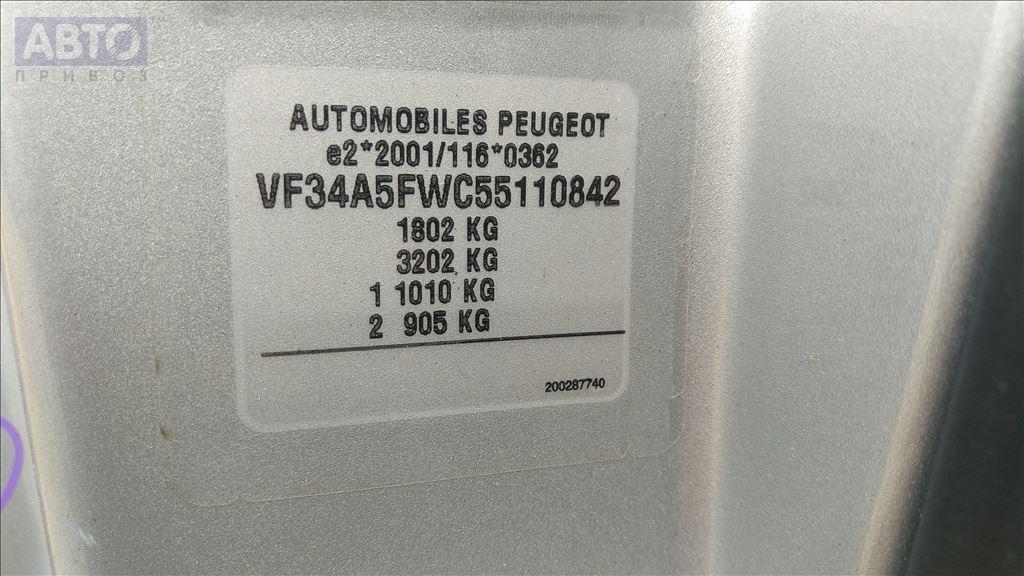 АВТО
ПРИВОЗ
AUTOMOBILES PEUGEOT
e2*2001/116*0362
VF34A5FWC55110842
1802 KG
3202 KG
1 1010 KG
2 905 KG
200287740